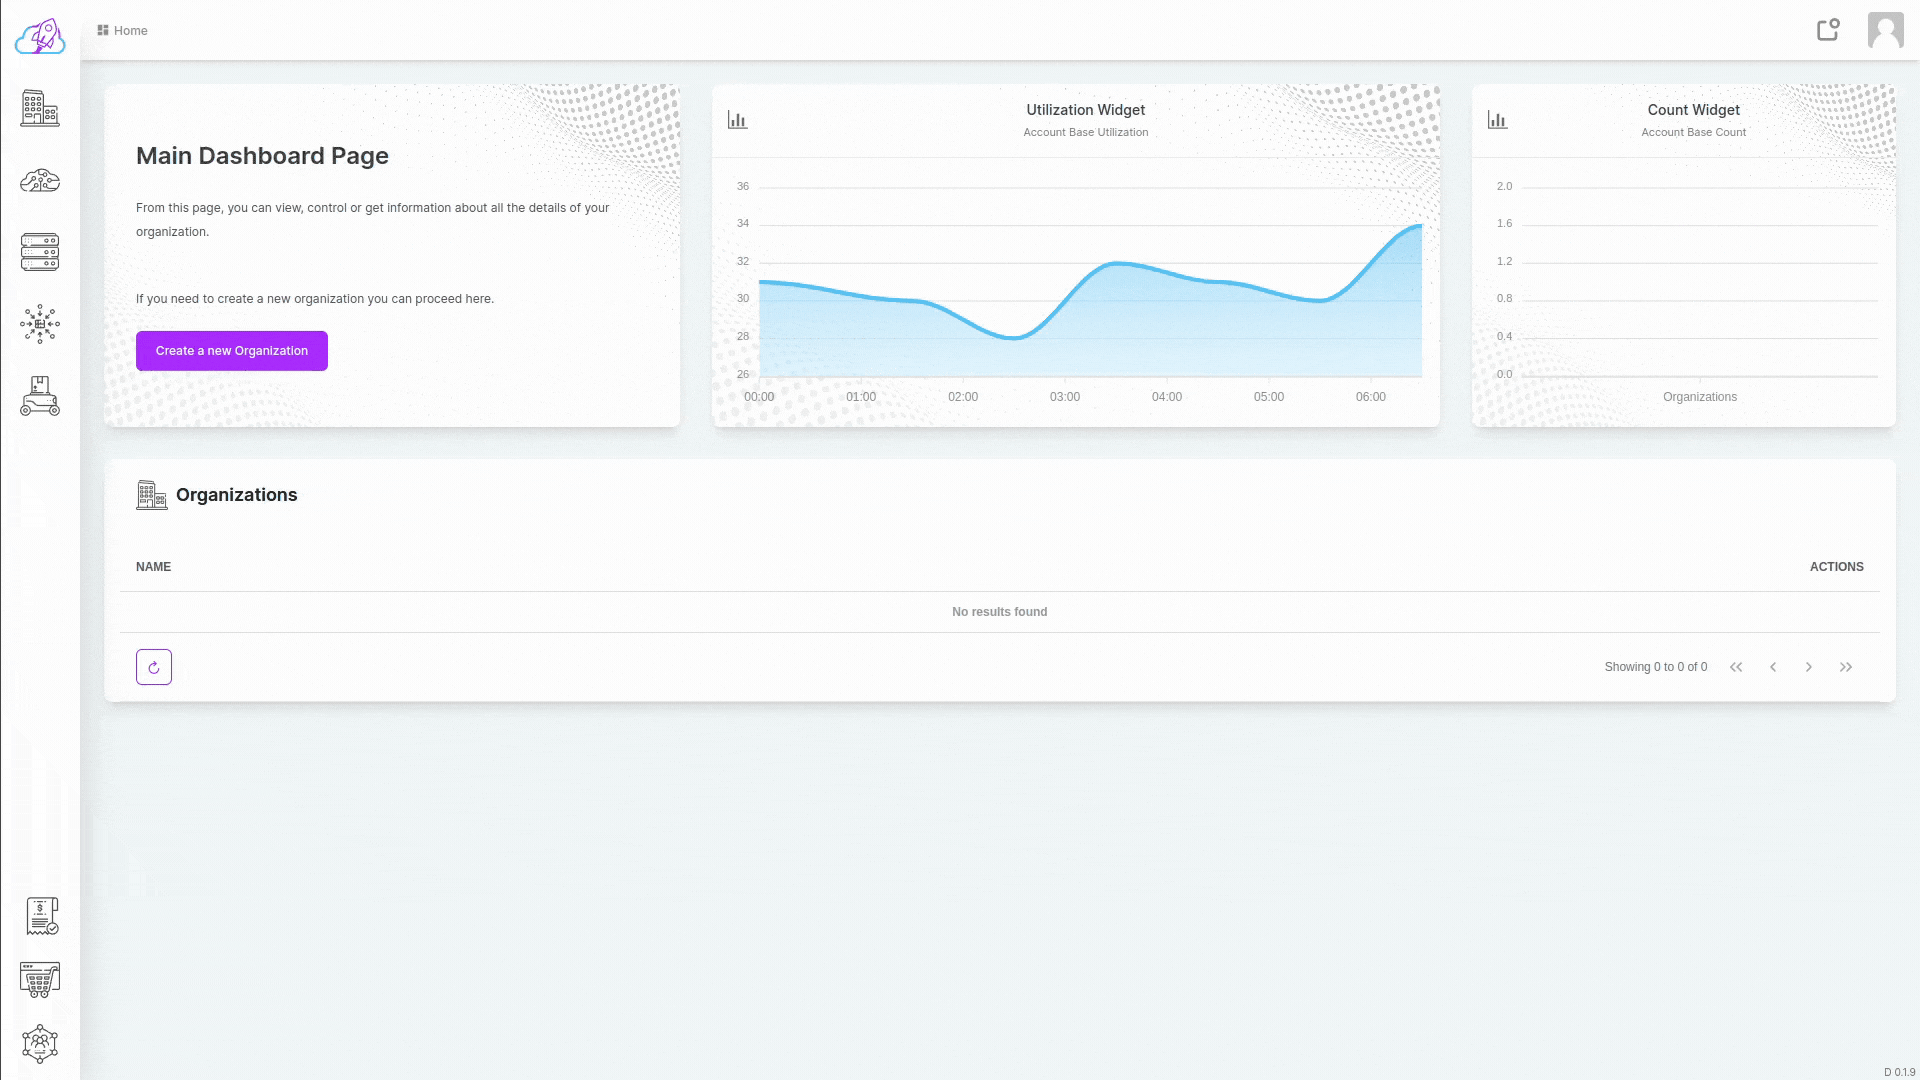 Home
Main Dashboard Page
From this page, you can view, control or get information about all the details of your
organization.
If you need to create a new organization you can proceed here.
Create a new Organization
Utilization Widget
Account Base Utilization
36
34
32
30
28
26
00:00 01:00 02:00 03:00 04:00 05:00 06:00
Count Widget
Account Base Count
2.0
1.6
1.2
0.8
0.4
0.0
Organizations
Organizations
NAME ACTIONS
No results found
Showing 0 to 0 of 0
D 0.1.9